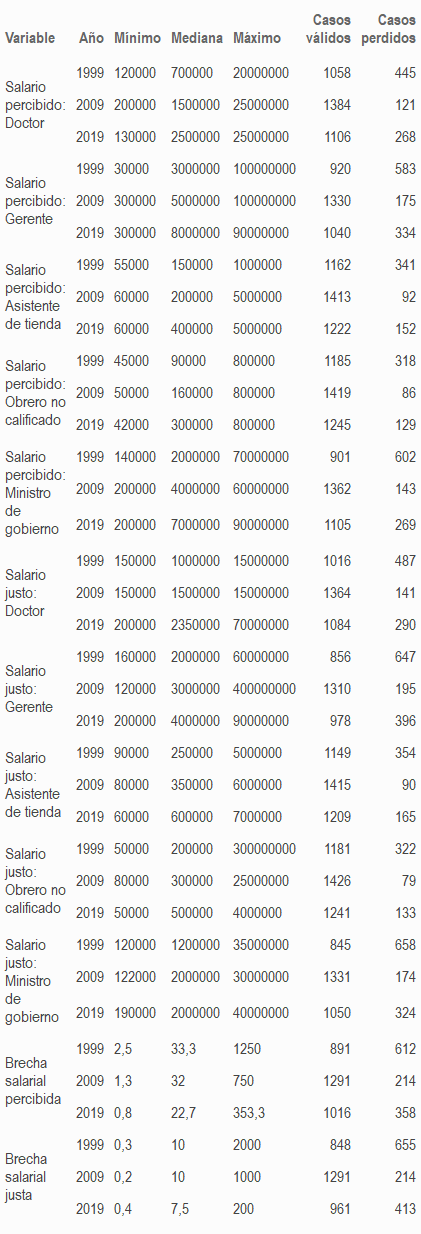 Variable Año Mínimo Mediana Máximo Casos válidos Casos perdidos
Salario percibido: Doctor
1999 120000 700000 20000000 1058 445
2009 200000 1500000 25000000 1384 121
2019 130000 2500000 25000000 1106 268
Salario percibido: Gerente
1999 30000 3000000 100000000 920 583
2009 300000 5000000 100000000 1330 175
2019 300000 8000000 90000000 1040 334
Salario percibido: Asistente de tienda
1999 55000 150000 1000000 1162 341
2009 60000 200000 5000000 1413 92
2019 60000 400000 5000000 1222 152
Salario percibido: Obrero no calificado
1999 45000 90000 800000 1185 318
2009 50000 160000 800000 1419 86
2019 42000 300000 800000 1245 129
Salario percibido: Ministro de gobierno
1999 140000 2000000 70000000 901 602
2009 200000 4000000 60000000 1362 143
2019 200000 7000000 90000000 1105 269
Salario justo: Doctor
1999 150000 1000000 15000000 1016 487
2009 150000 1500000 15000000 1364 141
2019 200000 2350000 70000000 1084 290
Salario justo: Gerente
1999 160000 2000000 60000000 856 647
2009 120000 3000000 400000000 1310 195
2019 200000 4000000 90000000 978 396
Salario justo: Asistente de tienda
1999 90000 250000 5000000 1149 354
2009 80000 350000 6000000 1415 90
2019 60000 600000 7000000 1209 165
Salario justo: Obrero no calificado
1999 50000 200000 300000000 1181 322
2009 80000 300000 25000000 1426 79
2019 50000 500000 4000000 1241 133
Salario justo: Ministro de gobierno
1999 120000 1200000 35000000 845 658
2009 122000 2000000 30000000 1331 174
2019 190000 2000000 40000000 1050 324
Brecha salarial percibida
1999 2,5 33,3 1250 891 612
2009 1,3 32 750 1291 214
2019 0,8 22,7 353,3 1016 358
Brecha salarial justa
1999 0,3 10 2000 848 655
2009 0,2 10 1000 1291 214
2019 0,4 7,5 200 961 413